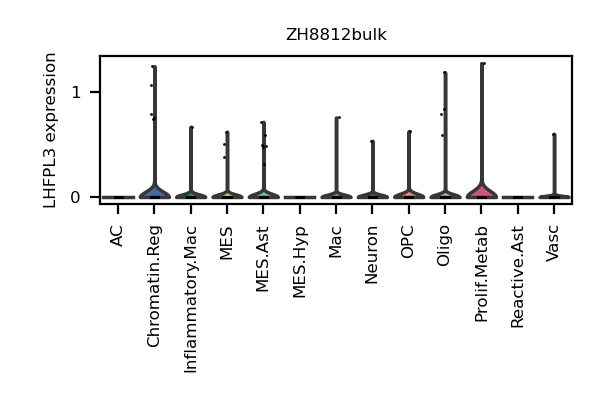 ZH8812bulk
LHFPL3 expression
1
0
AC
Chromatin.Reg
Inflammatory.Mac
MES
MES.Ast
MES.Hyp
Mac
Neuron
OPC
Oligo
Prolif.Metab
Reactive.Ast
Vasc